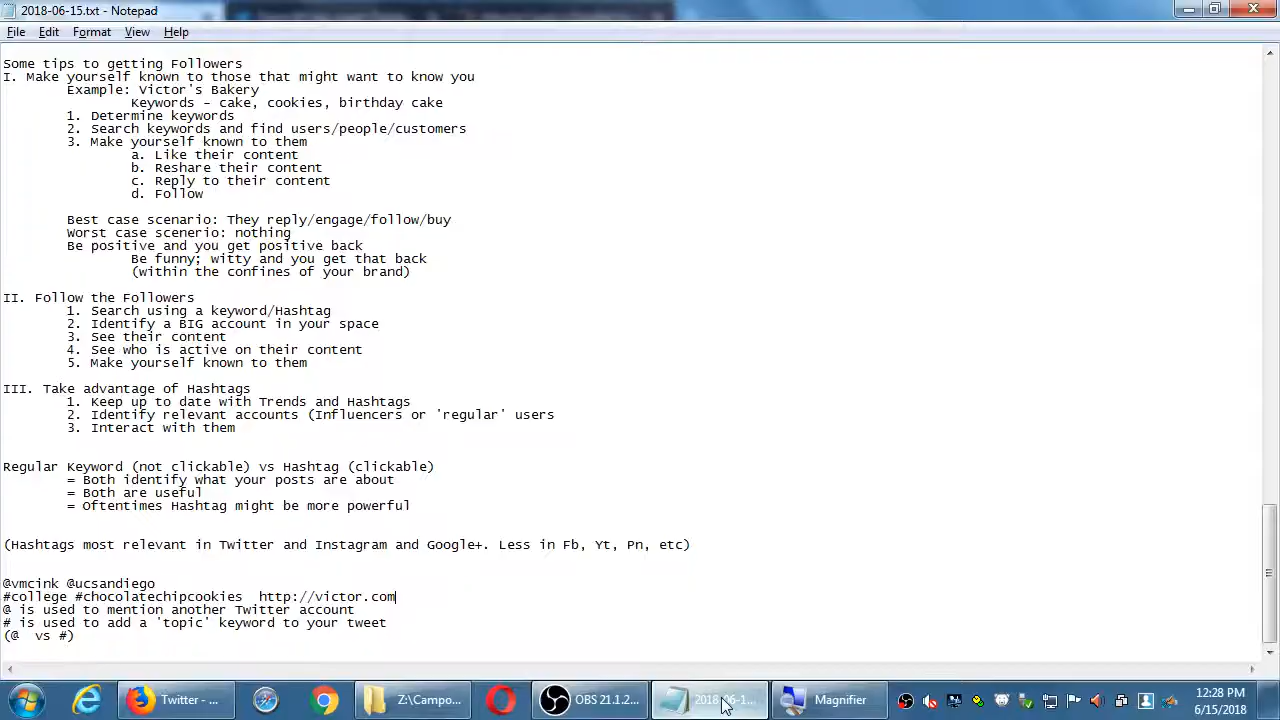 2018-06-15.txt - Notepad
File Edit Format View Help
Some tips to getting Followers
I. Make yourself known to those that might want to know you
Example: Victor's Bakery
Keywords - cake, cookies, birthday cake
1. Determine keywords
2. Search keywords and find users/people/customers
3. Make yourself known to them
a. Like their content
b. Reshare their content
c. Reply to their content
d. Follow
Best case scenario: They reply/engage/follow/buy
Worst case scenerio: nothing
Be positive and you get positive back
Be funny; witty and you get that back
(within the confines of your brand)
II. Follow the Followers
1. Search using a keyword/Hashtag
2. Identify a BIG account in your space
3. See their content
4. See who is active on their content
5. Make yourself known to them
III. Take advantage of Hashtags
1. Keep up to date with Trends and Hashtags
2. Identify relevant accounts (Influencers or 'regular' users
3. Interact with them
Regular Keyword (not clickable) vs Hashtag (clickable)
= Both identify what your posts are about
= Both are useful
= Oftentimes Hashtag might be more powerful
(Hashtags most relevant in Twitter and Instagram and Google+. Less in Fb, Yt, Pn, etc)
@vmcink @ucsandiego
#college #chocolatechipcookies http://victor.com
@ is used to mention another Twitter account
# is used to add a 'topic' keyword to your tweet
(@ vs #)
Twitter - ... Z:\Campo... OBS 21.1.2... 2018-06-1... Magnifier 12:28 PM
6/15/2018